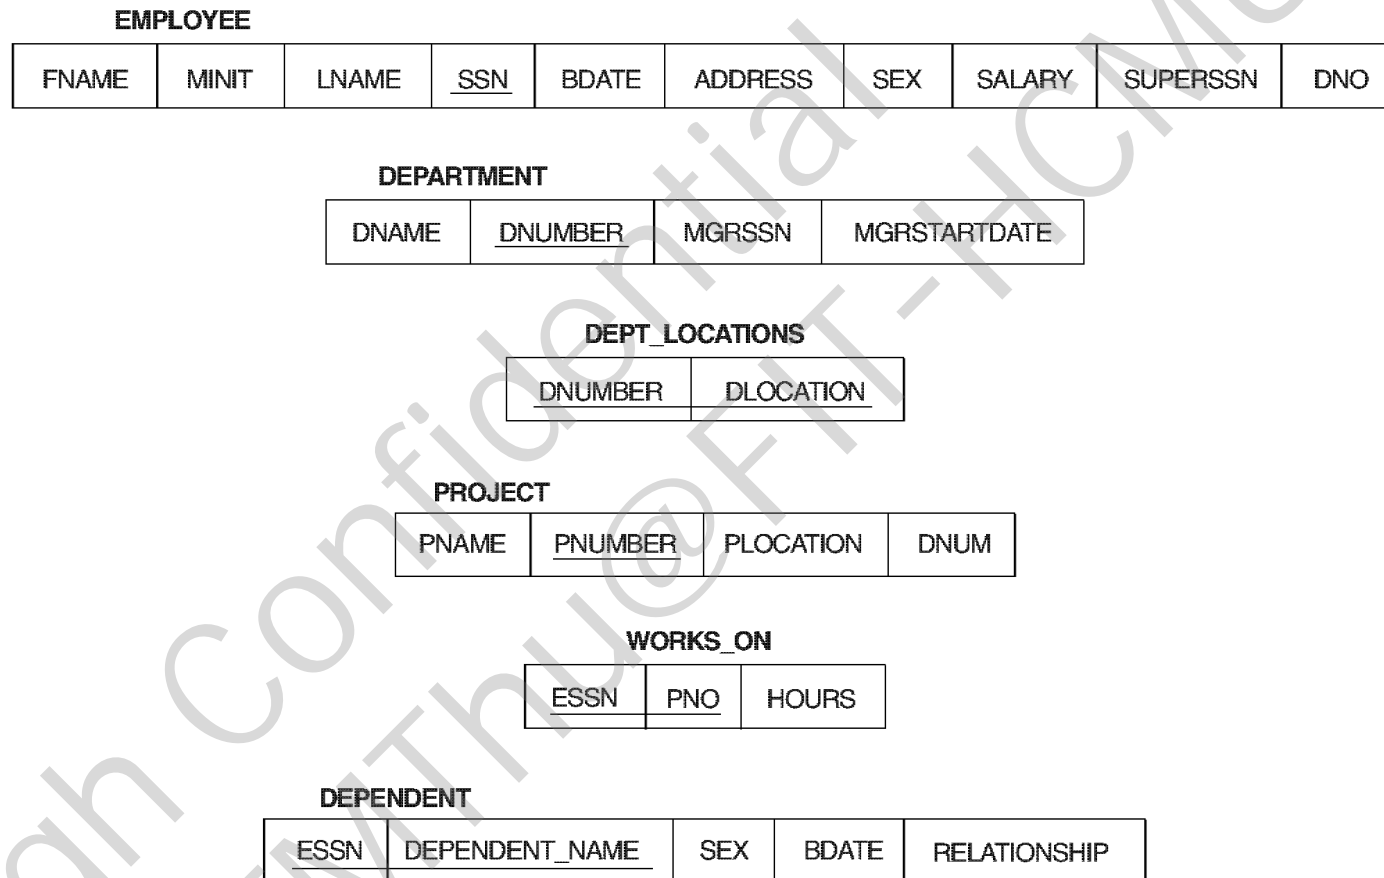 EMPLOYEE
FNAME MINIT LNAME SSN BDATE ADDRESS SEX SALARY SUPERSSN DNO
DEPARTMENT
DNAME DNUMBER MGRSSN MGRSTARTDATE
DEPT_LOCATIONS
DNUMBER DLOCATION
PROJECT
PNAME PNUMBER PLOCATION DNUM
WORKS_ON
ESSN PNO HOURS
DEPENDENT
ESSN DEPENDENT_NAME SEX BDATE RELATIONSHIP
Confidential